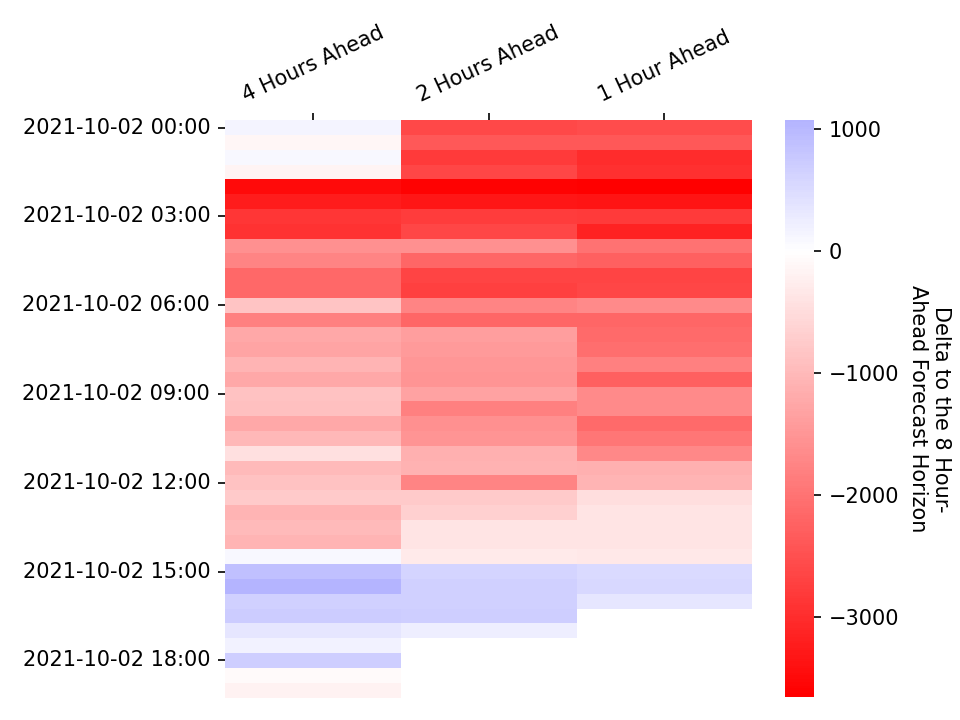 4 Hours Ahead
2 Hours Ahead
1 Hour Ahead
2021-10-02 00:00
2021-10-02 03:00
2021-10-02 06:00
2021-10-02 09:00
2021-10-02 12:00
2021-10-02 15:00
2021-10-02 18:00
1000
0
−1000
−2000
−3000
Delta to the 8 Hour-
Ahead Forecast Horizon